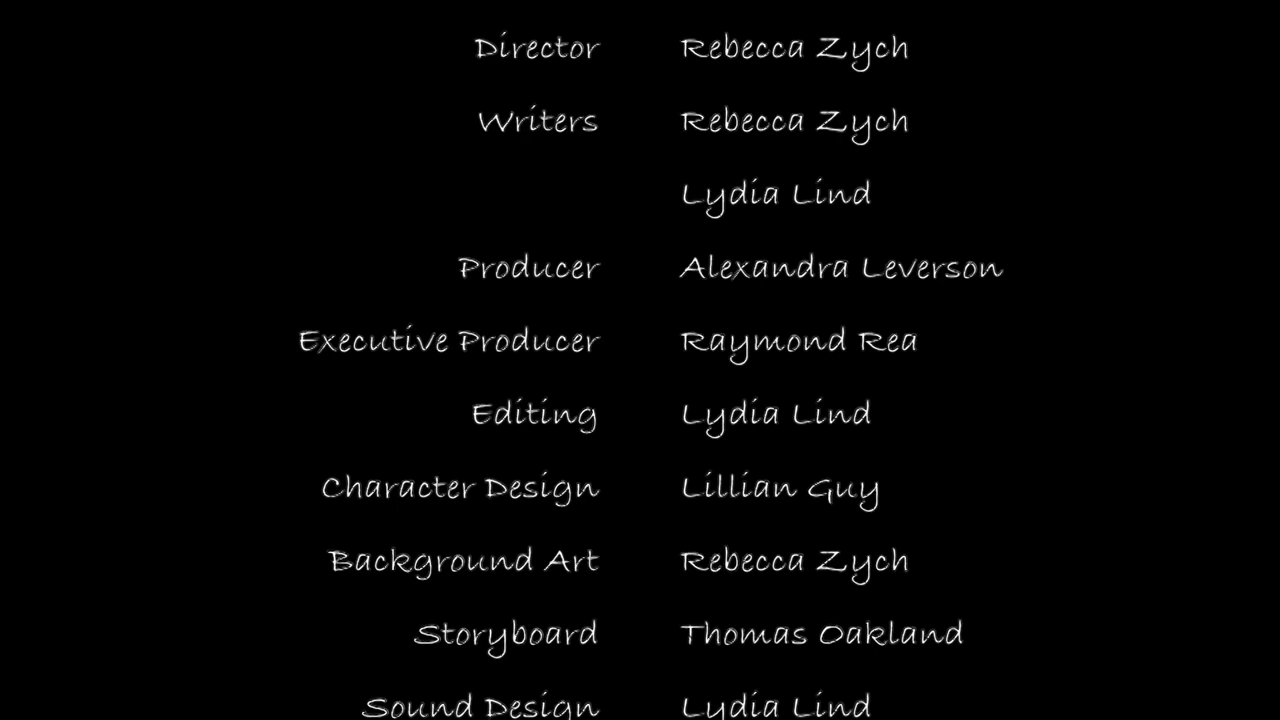 Director Rebecca Zych
Writers Rebecca Zych
Lydia Lind
Producer Alexandra Leverson
Executive Producer Raymond Rea
Editing Lydia Lind
Character Design Lillian Guy
Background Art Rebecca Zych
Storyboard Thomas Oakland
Sound Design Lydia Lind